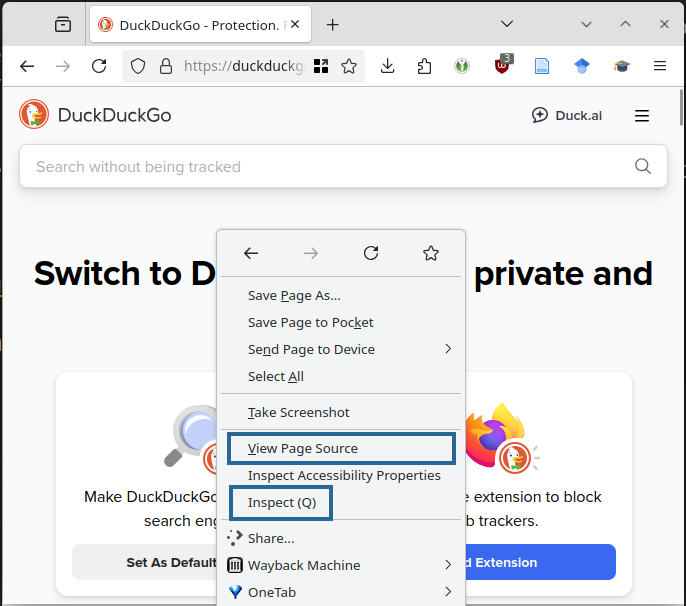 DuckDuckGo - Protection.
https://duckduckg
3
DuckDuckGo
Duck.ai
Search without being tracked
Switch to D private and
Save Page As...
Save Page to Pocket
Send Page to Device
Select All
Take Screenshot
View Page Source
Inspect Accessibility Properties
Inspect (Q)
Share...
Wayback Machine
OneTab
Make DuckDuckGo
search eng
Set As Default
e extension to block
b trackers.
d Extension